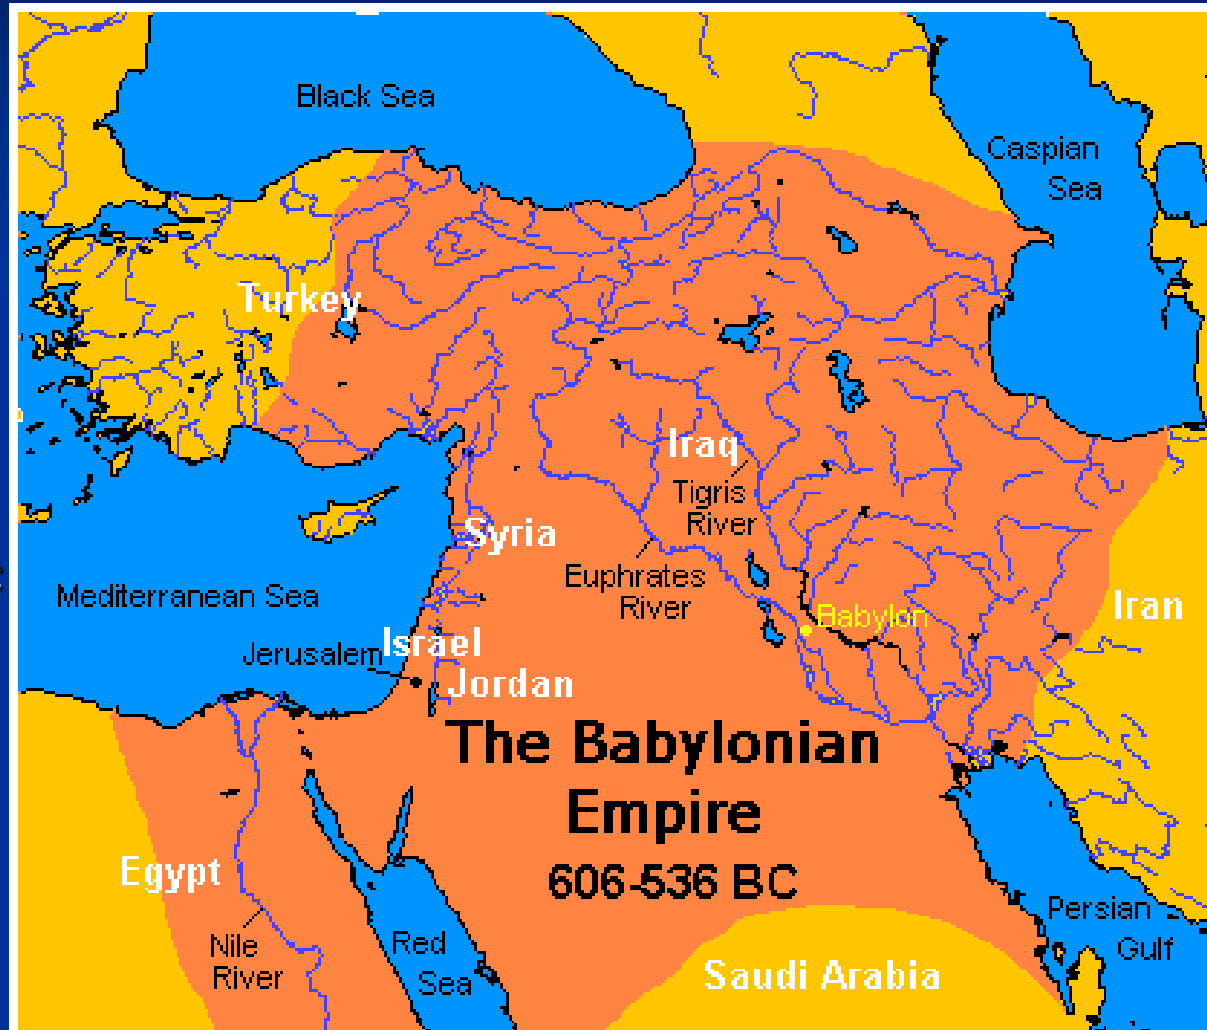 Black Sea
Caspian
Sea
Turkey
Iraq
Tigris
River
Syria
Euphrates
River
Mediterranean Sea
Babylon
Iran
Israel
Jerusalem
Jordan
The Babylonian
Empire
606-536 BC
Egypt
Nile
River
Red
Sea
Persian
Gulf
Saudi Arabia